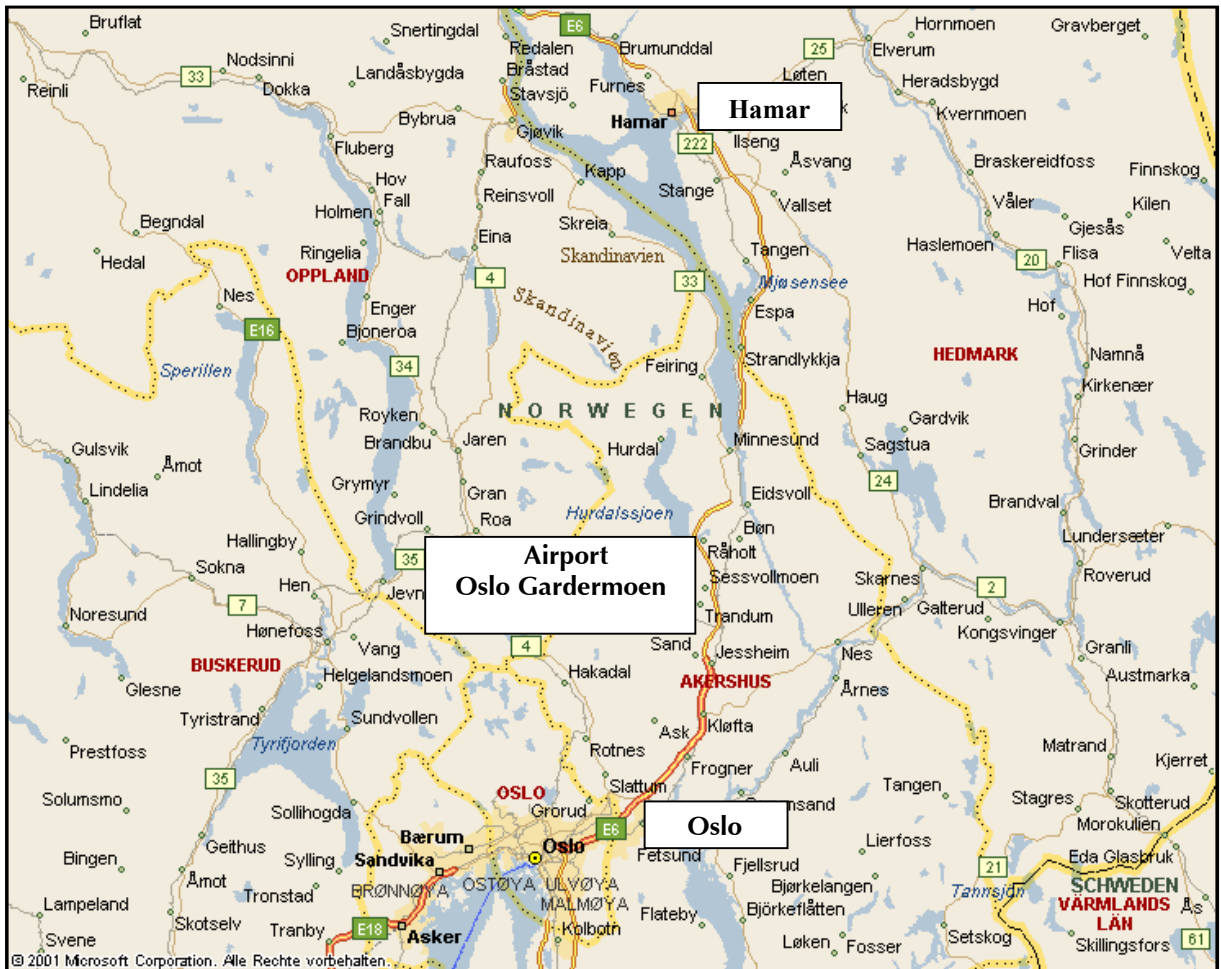 Bruflat
Snertingdal
E6
Hornmoen
Gravberget
Redalen
Brumunddal
25
Elverum
Nodsinni
33
Landåsbygda
Bråstad
Furnes
Løten
Heradsbygd
Reinli
Dokka
Stavsjö
Hamar
Hamar
Kvernmoen
Bybrua
Gjøvik
222
Ilseng
Fluberg
Raufoss
Kapp
Åsvang
Braskereidfoss
Finnskog
Hov
Stange
Fall
Reinsvoll
Vallset
Holmen
Skreia
Våler
Kilen
Begndal
Gjesås
Ringelia
Eina
Tangen
Haslemoen
20
Vetta
Hedal
OPPLAND
Skandinavien
Flisa
4
33
Mjøsensee
Hof Finnskog
Nes
Enger
Skandinavien
Espa
Hof
E16
Bjoneroa
Strandlykkja
HEDMARK
Namnå
Sperillen
34
Feiring
Kirkenær
Royken
NORWEGEN
Haug
Gardvik
Gulsvik
Brandbu
Jaren
Hurdal
Minnesund
Sagstua
Grinder
Åmot
24
Lindelia
Grymyr
Gran
Eidsvoll
Brandval
Grindvoll
Roa
Hurdalssjoen
Bøn
Lundersæter
Hallingby
Airport
Oslo Gardermoen
Råholt
Sokna
35
Sessvollmoen
Skarnes
Roverud
Hen
Jevn
2
7
Trandum
Ulleren
Galterud
Noresund
Hønefoss
Kongsvinger
Vang
4
Sand
Jessheim
Nes
Granli
BUSKERUD
Helgelandsmoen
Hakadal
AKERSHUS
Årnes
Austmarka
Glesne
Tyristrand
Sundvollen
Ask
Kløfta
Prestfoss
Tyrifjorden
Rotnes
Matrand
Frogner
Auli
Kjerret
35
Slattum
Tangen
Solumsmo
Sollihogda
OSLO
Grorud
Stagres
Skotterud
Bærum
E6
Oslo
Morokulien
Geithus
Oslo
Lierfoss
Bingen
Sylling
Sandvika
Fetsund
Fjellsrud
Eda Glasbruk
Åmot
Tronstad
BRØNNØYA
OSTØYA
ULVØYA
Bjørkelangen
21
SCHWEDEN
MALMØYA
Tannsjön
VÄRMLANDS
LÄN
Ås
Lampeland
Skotselv
Flateby
Björkeflåtten
Tranby
E18
Asker
Kolbotn
Setskog
61
Svene
Løken
Fosser
Skillingsfors
© 2001 Microsoft Corporation. Alle Rechte vorbehalten.